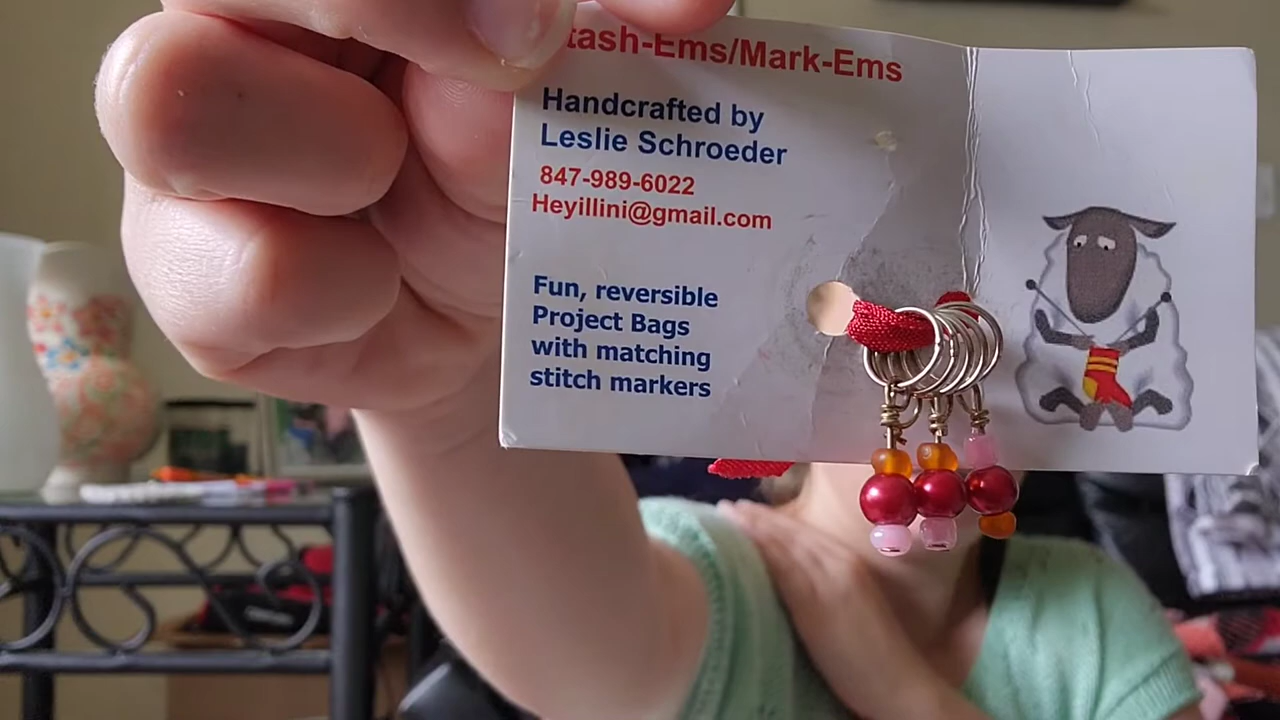 tash-Ems/Mark-Ems
Handcrafted by
Leslie Schroeder
847-989-6022
Heyillini@gmail.com
Fun, reversible
Project Bags
with matching
stitch markers